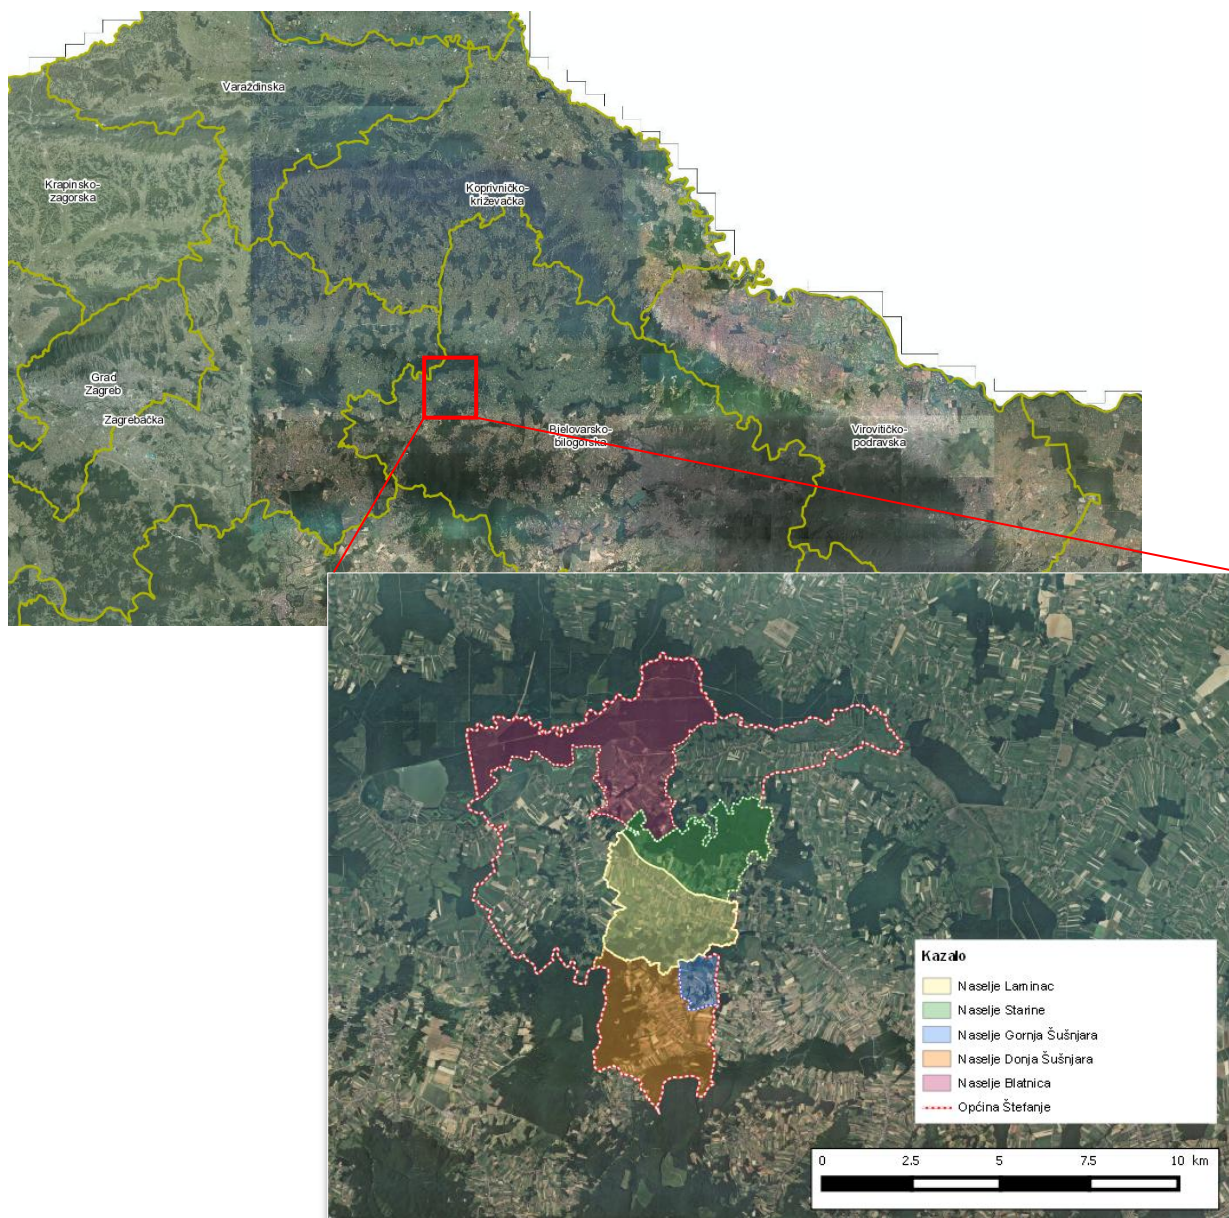 Varaždinska
Krapinsko-
zagorska
Koprivničko-
križevačka
Grad
Zagreb
Zagrebačka
Bjelovarsko-
bilogorska
Virovitičko-
podravska
Kazalo
Naselje Laminac
Naselje Starine
Naselje Gornja Šušnjara
Naselje Donja Šušnjara
Naselje Blatnica
Općina Štefanje
0 2.5 5 7.5 10 km